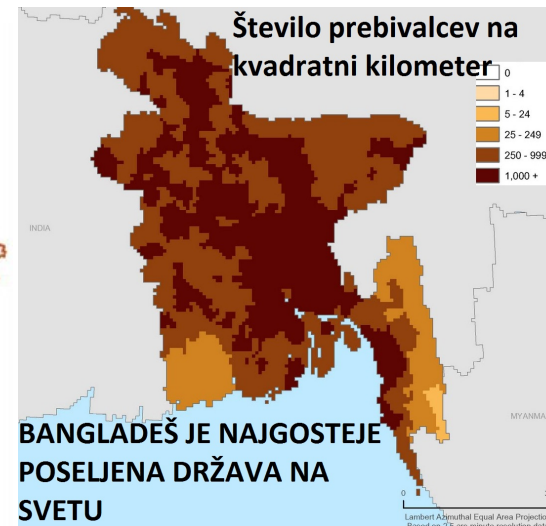 Število prebivalcev na
kvadratni kilometer
0
1 - 4
5 - 24
25 - 249
250 - 999
1,000 +
INDIA
MYANMA
BANGLADEŠ JE NAJGOSTEJE
POSELJENA DRŽAVA NA
SVETU
0
Lambert Azimuthal Equal Area Projectio